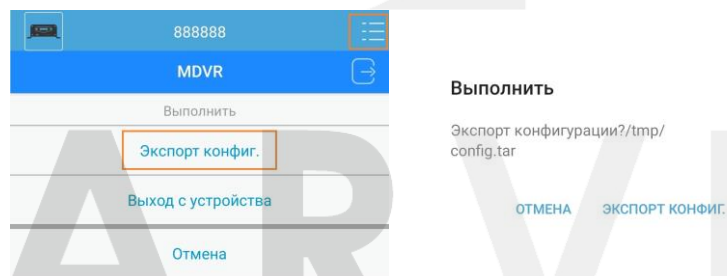 888888
MDVR
Выполнить
Экспорт конфиг.
Выход с устройства
Отмена
Выполнить
Экспорт конфигурации?/tmp/
config.tar
ОТМЕНА ЭКСПОРТ КОНФИГ.